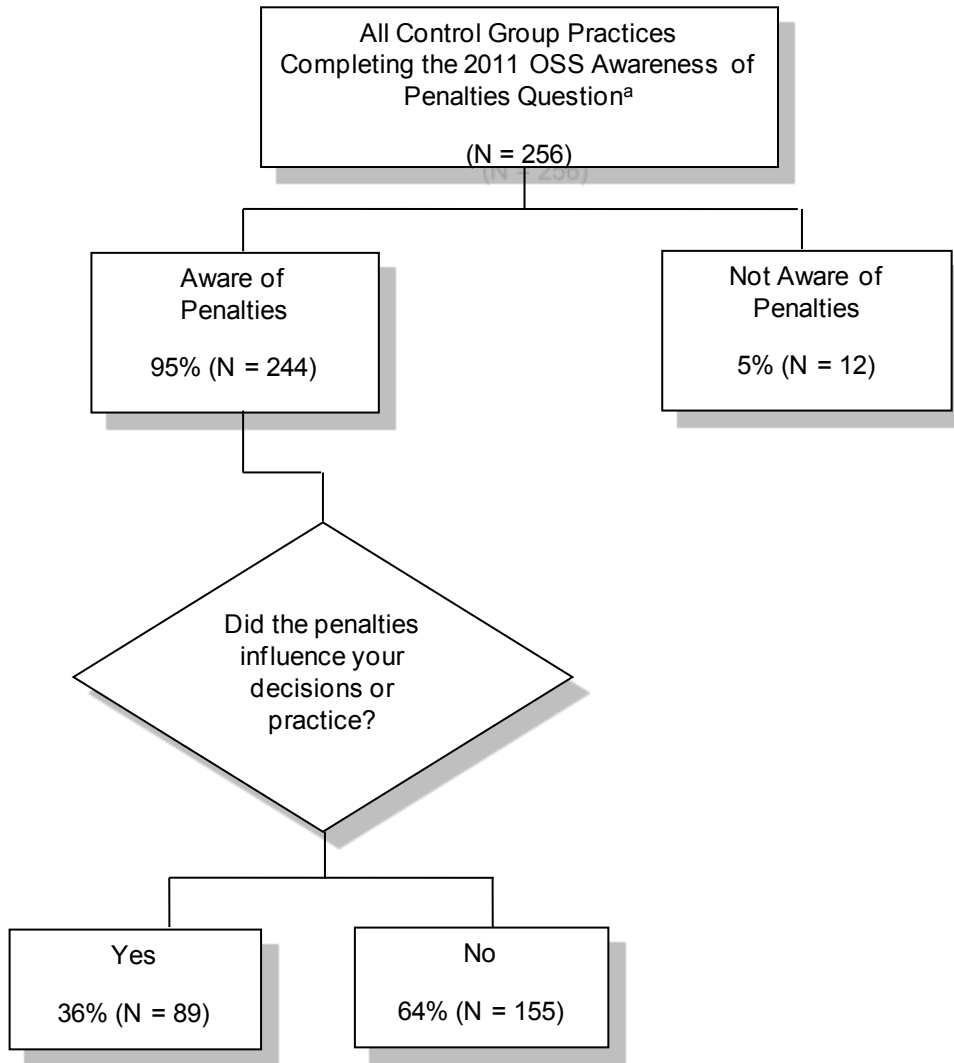 All Control Group Practices
Completing the 2011 OSS Awareness of
Penalties Questionᵃ
(N = 256)
Aware of
Penalties
95% (N = 244)
Not Aware of
Penalties
5% (N = 12)
Did the penalties
influence your
decisions or
practice?
Yes
36% (N = 89)
No
64% (N = 155)